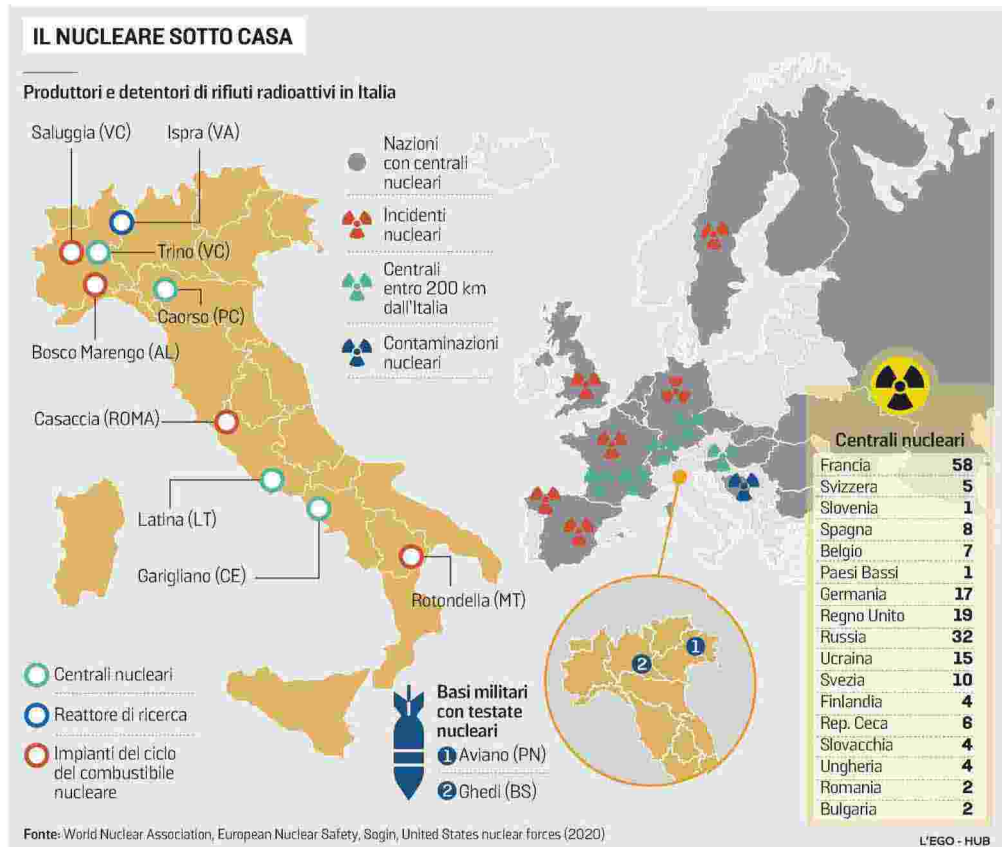 IL NUCLEARE SOTTO CASA
Produttori e detentori di rifiuti radioattivi in Italia
Saluggia (VC)
Ispra (VA)
Trino (VC)
Caorso (PC)
Bosco Marengo (AL)
Casaccia (ROMA)
Latina (LT)
Garigliano (CE)
Rotondella (MT)
Centrali nucleari
Reattore di ricerca
Impianti del ciclo
del combustibile
nucleare
Nazioni
con centrali
nucleari
Incidenti
nucleari
Centrali
entro 200 km
dall'Italia
Contaminazioni
nucleari
Basi militari
con testate
nucleari
1 Aviano (PN)
2 Ghedi (BS)
1
2
Centrali nucleari
Francia 58
Svizzera 5
Slovenia 1
Spagna 8
Belgio 7
Paesi Bassi 1
Germania 17
Regno Unito 19
Russia 32
Ucraina 15
Svezia 10
Finlandia 4
Rep. Ceca 6
Slovacchia 4
Ungheria 4
Romania 2
Bulgaria 2
Fonte: World Nuclear Association, European Nuclear Safety, Sogin, United States nuclear forces (2020)
L'EGO - HUB